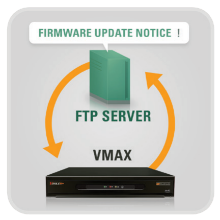 FIRMWARE UPDATE NOTICE !
FTP SERVER
VMAX